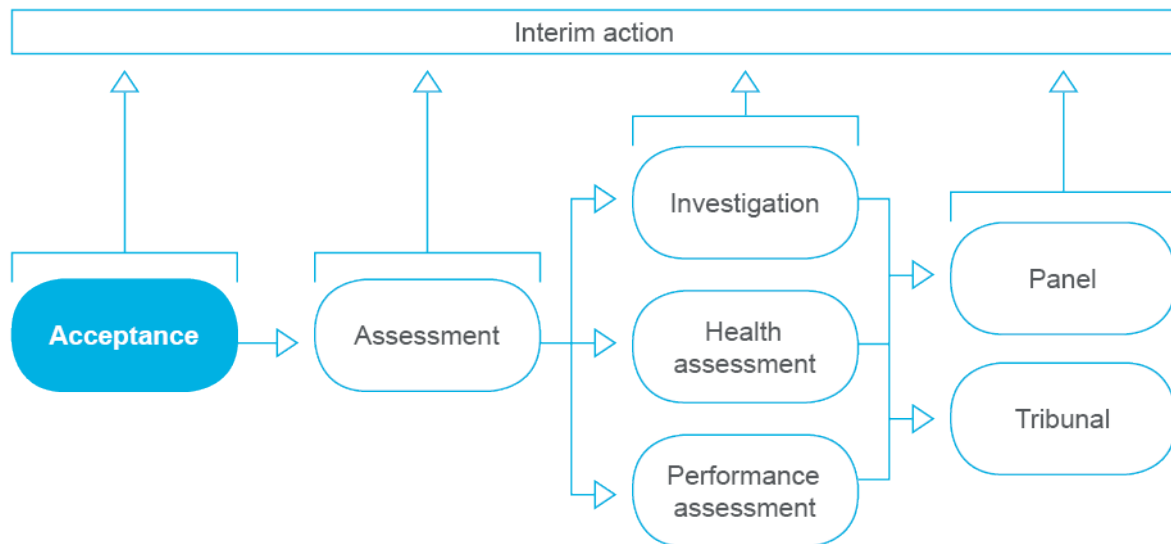 Interim action
Acceptance
Assessment
Investigation
Health
assessment
Performance
assessment
Panel
Tribunal